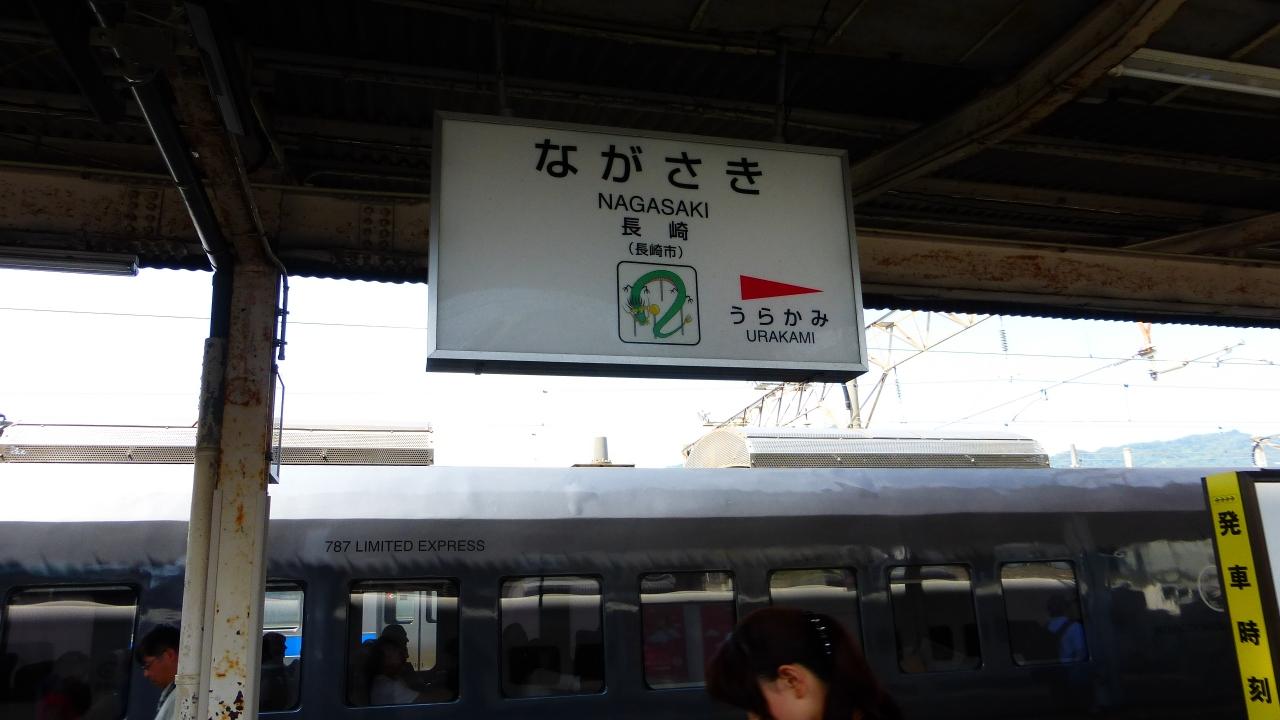 ながさき
NAGASAKI
長崎
(長崎市)
うらかみ
URAKAMI
787 LIMITED EXPRESS
発車時刻